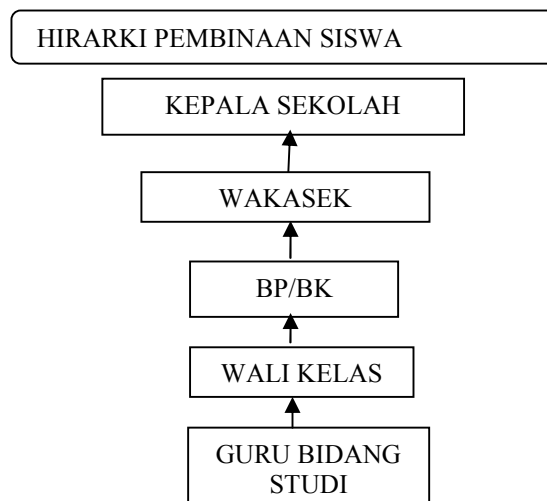 HIRARKI PEMBINAAN SISWA
KEPALA SEKOLAH
WAKASEK
BP/BK
WALI KELAS
GURU BIDANG
STUDI